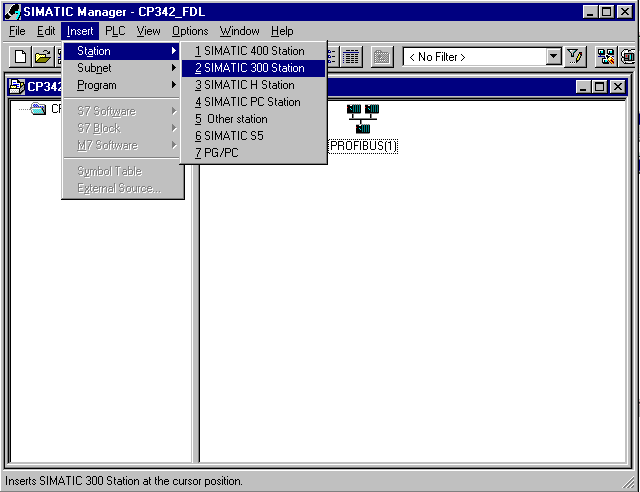 SIMATIC Manager - CP342_FDL
File Edit Insert PLC View Options Window Help
< No Filter >
CP342
CP
Station
Subnet
Program
S7 Software
S7 Block
M7 Software
Symbol Table
External Source...
1 SIMATIC 400 Station
2 SIMATIC 300 Station
3 SIMATIC H Station
4 SIMATIC PC Station
5 Other station
6 SIMATIC S5
7 PG/PC
PROFIBUS(1)
Inserts SIMATIC 300 Station at the cursor position.